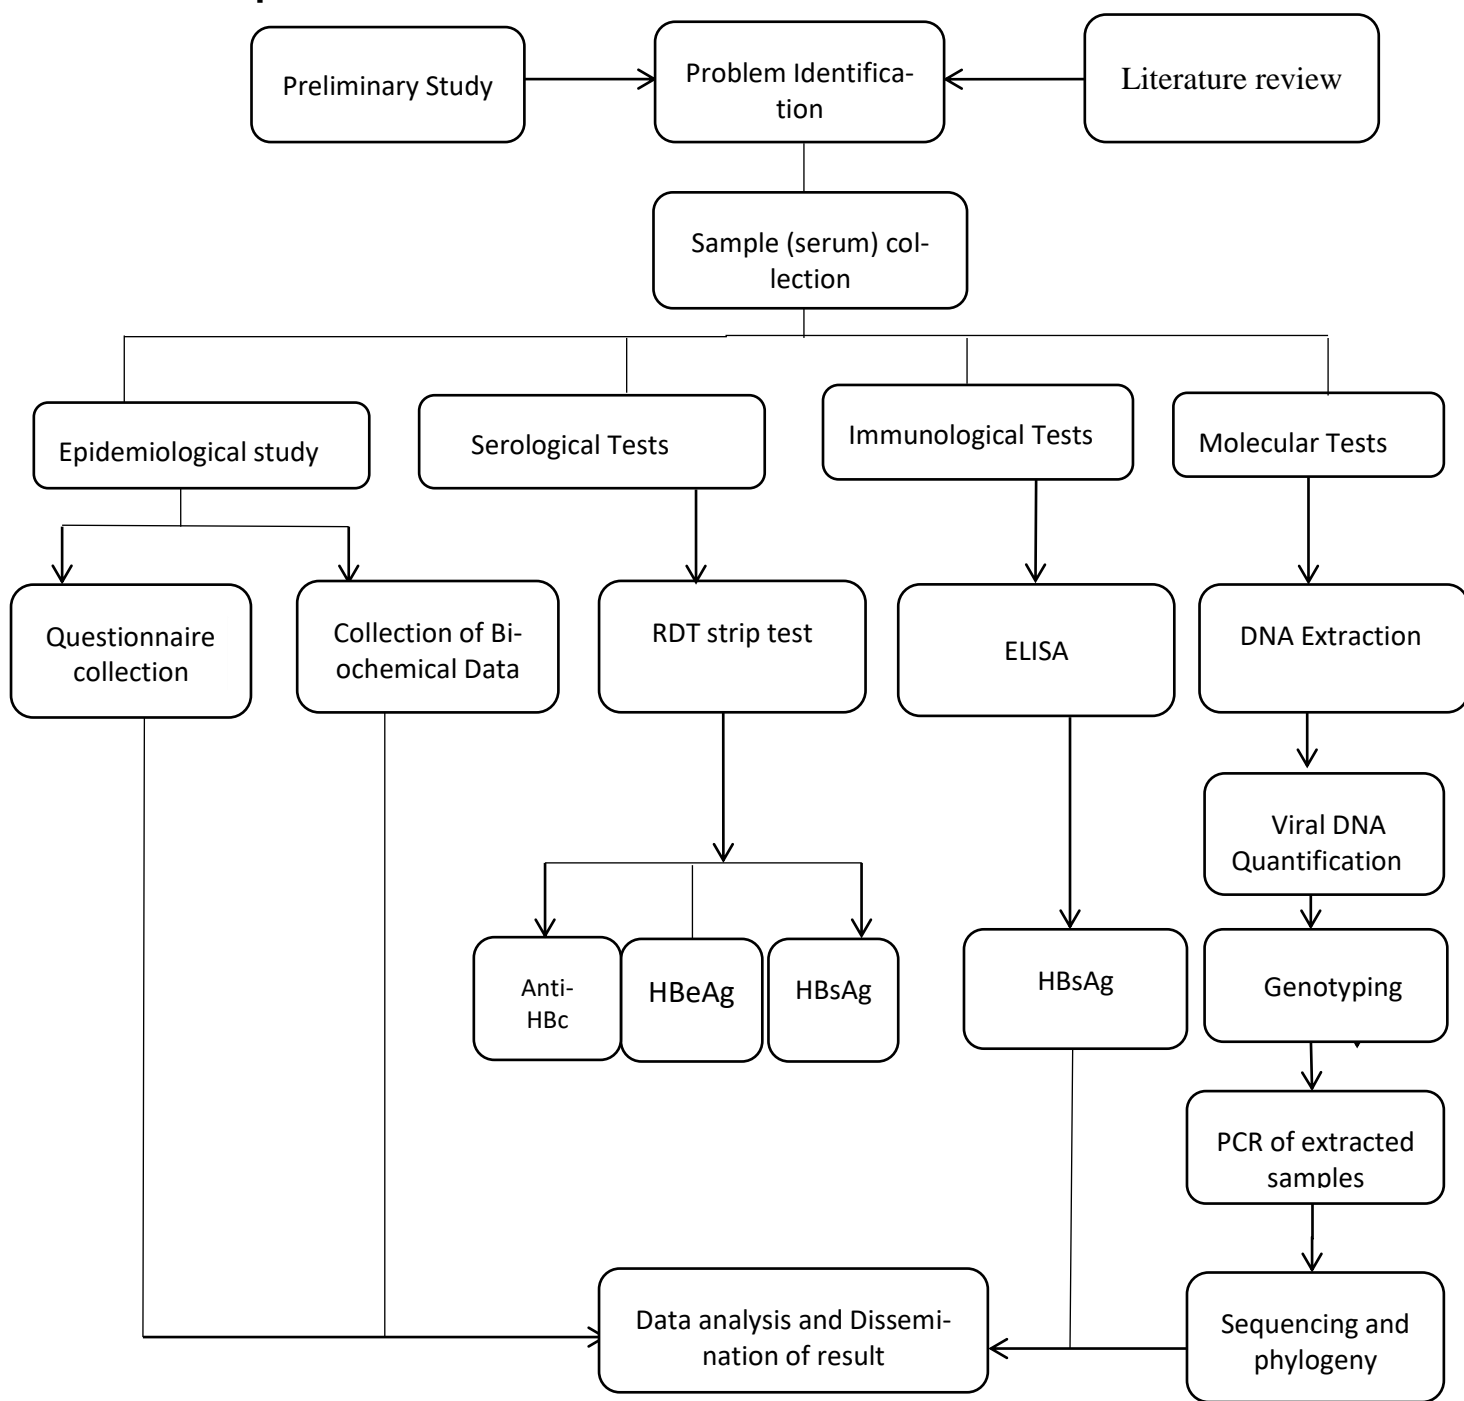 Preliminary Study
Problem Identifica-
tion
Literature review
Sample (serum) col-
lection
Epidemiological study
Serological Tests
Immunological Tests
Molecular Tests
Questionnaire
collection
Collection of Bi-
ochemical Data
RDT strip test
ELISA
DNA Extraction
Viral DNA
Quantification
Anti-
HBc
HBeAg
HBsAg
HBsAg
Genotyping
PCR of extracted
samples
Data analysis and Dissemi-
nation of result
Sequencing and
phylogeny